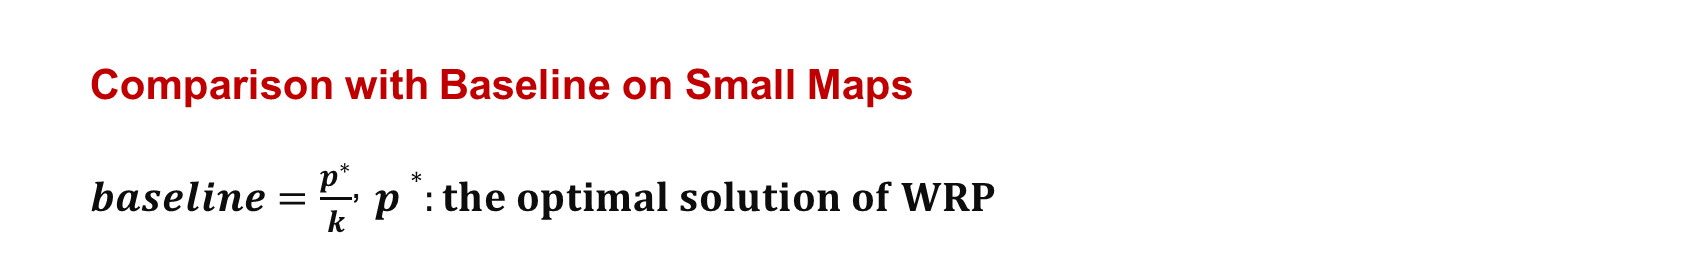 Comparison with Baseline on Small Maps
baseline = p*/k, p*: the optimal solution of WRP